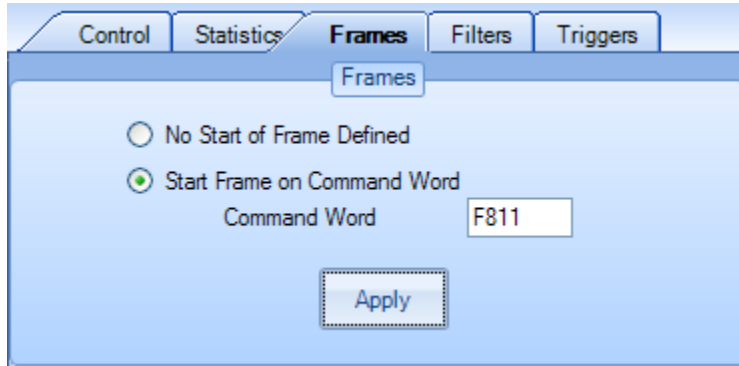 Control Statistics Frames Filters Triggers
Frames
No Start of Frame Defined
Start Frame on Command Word
Command Word F811
Apply